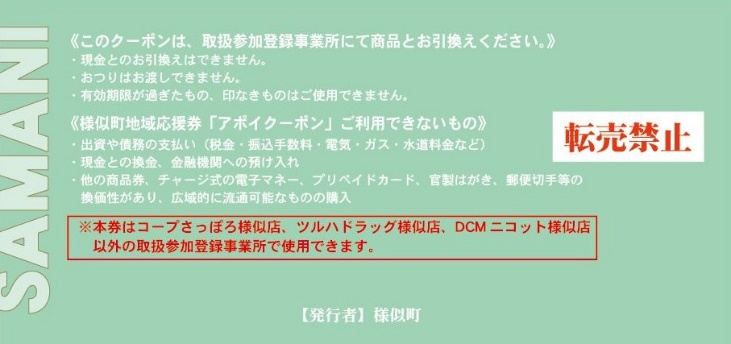 SAMANI
《このクーポンは、取扱参加登録事業所にて商品とお引換えください。》
・現金とのお引換えはできません。
・おつりはお渡しできません。
・有効期限が過ぎたもの、印なきものはご使用できません。
《様似町地域応援券「アポイクーポン」ご利用できないもの》
・出資や債務の支払い（税金・振込手数料・電気・ガス・水道料金など）
・現金との換金、金融機関への預け入れ
・他の商品券、チャージ式の電子マネー、プリペイドカード、官製はがき、郵便切手等の
換価性があり、広域的に流通可能なものの購入
転売禁止
※本券はコープさっぽろ様似店、ツルハドラッグ様似店、DCMニコット様似店
以外の取扱参加登録事業所で使用できます。
【発行者】様似町